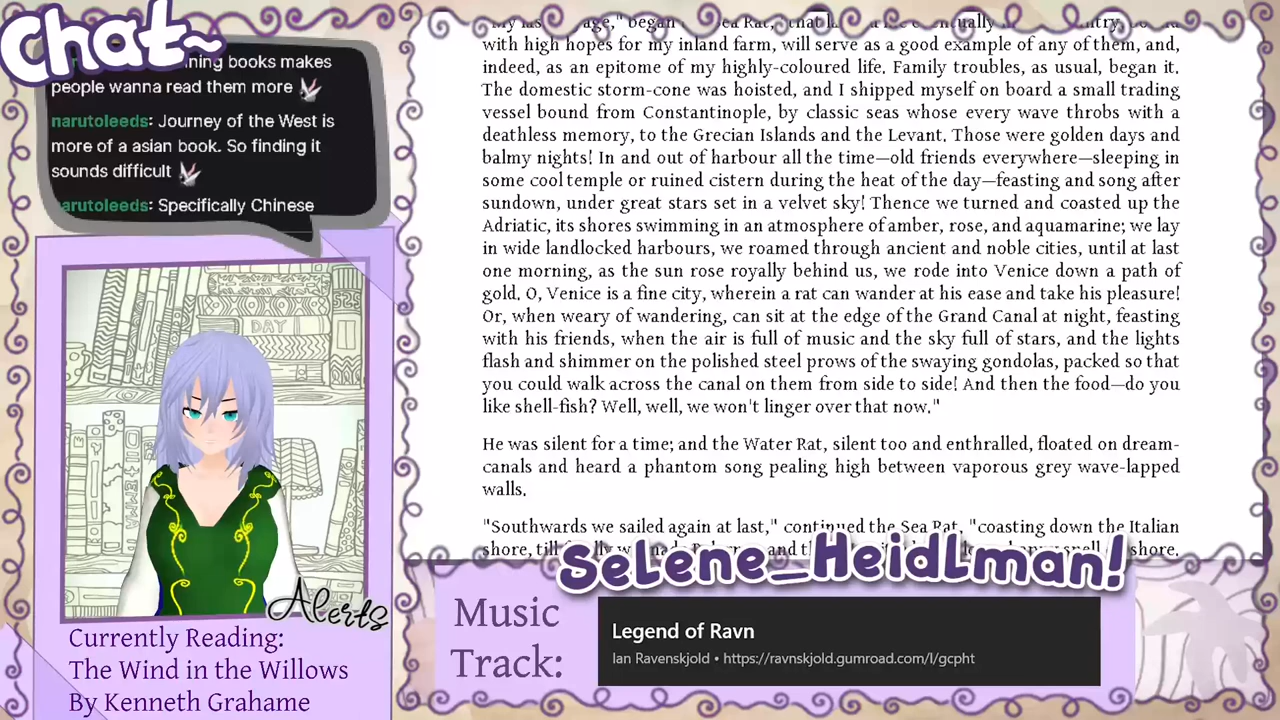 Chat~
ning books makes
people wanna read them more
narutoleeds: Journey of the West is
more of a asian book. So finding it
sounds difficult
narutoleeds: Specifically Chinese
DAY
Alerts
Currently Reading:
The Wind in the Willows
By Kenneth Grahame
began
with high hopes for my inland farm, will serve as a good example of any of them, and,
indeed, as an epitome of my highly-coloured life. Family troubles, as usual, began it.
The domestic storm-cone was hoisted, and I shipped myself on board a small trading
vessel bound from Constantinople, by classic seas whose every wave throbs with a
deathless memory, to the Grecian Islands and the Levant. Those were golden days and
balmy nights! In and out of harbour all the time—old friends everywhere—sleeping in
some cool temple or ruined cistern during the heat of the day—feasting and song after
sundown, under great stars set in a velvet sky! Thence we turned and coasted up the
Adriatic, its shores swimming in an atmosphere of amber, rose, and aquamarine; we lay
in wide landlocked harbours, we roamed through ancient and noble cities, until at last
one morning, as the sun rose royally behind us, we rode into Venice down a path of
gold. O, Venice is a fine city, wherein a rat can wander at his ease and take his pleasure!
Or, when weary of wandering, can sit at the edge of the Grand Canal at night, feasting
with his friends, when the air is full of music and the sky full of stars, and the lights
flash and shimmer on the polished steel prows of the swaying gondolas, packed so that
you could walk across the canal on them from side to side! And then the food—do you
like shell-fish? Well, well, we won't linger over that now."
He was silent for a time; and the Water Rat, silent too and enthralled, floated on dream-
canals and heard a phantom song pealing high between vaporous grey wave-lapped
walls.
"Southwards we sailed again at last," continued the Sea Rat, "coasting down the Italian
shore, till
shore.
Selene_Heidlman!
Music
Track:
Legend of Ravn
Ian Ravenskjold • https://ravnskjold.gumroad.com/l/gcpht